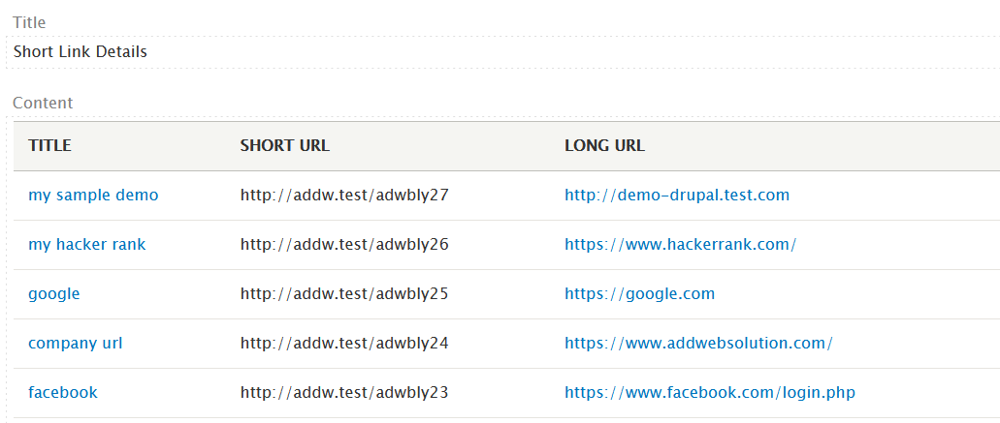 Title
Short Link Details
Content
TITLE SHORT URL LONG URL
my sample demo http://addw.test/adwbly27 http://demo-drupal.test.com
my hacker rank http://addw.test/adwbly26 https://www.hackerrank.com/
google http://addw.test/adwbly25 https://google.com
company url http://addw.test/adwbly24 https://www.addwebsolution.com/
facebook http://addw.test/adwbly23 https://www.facebook.com/login.php